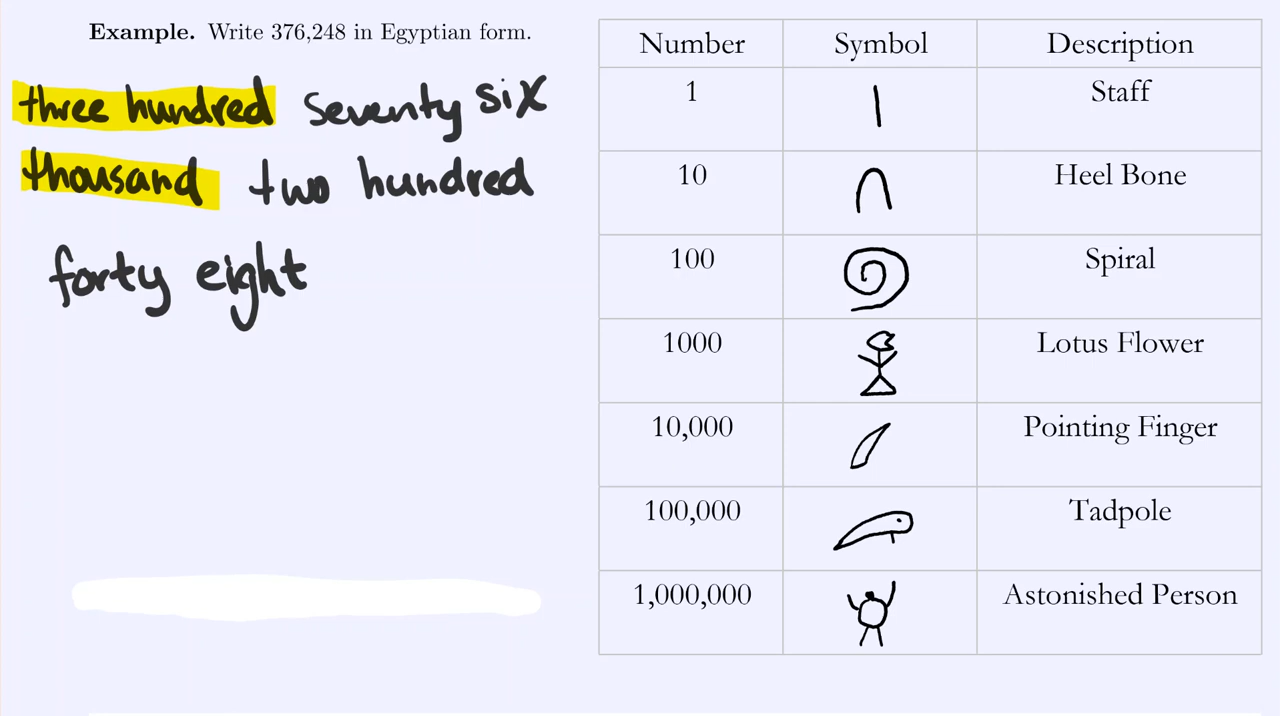 Example. Write 376,248 in Egyptian form.
three hundred seventy six
thousand two hundred
forty eight
Number Symbol Description
1 Staff
10 Heel Bone
100 Spiral
1000 Lotus Flower
10,000 Pointing Finger
100,000 Tadpole
1,000,000 Astonished Person